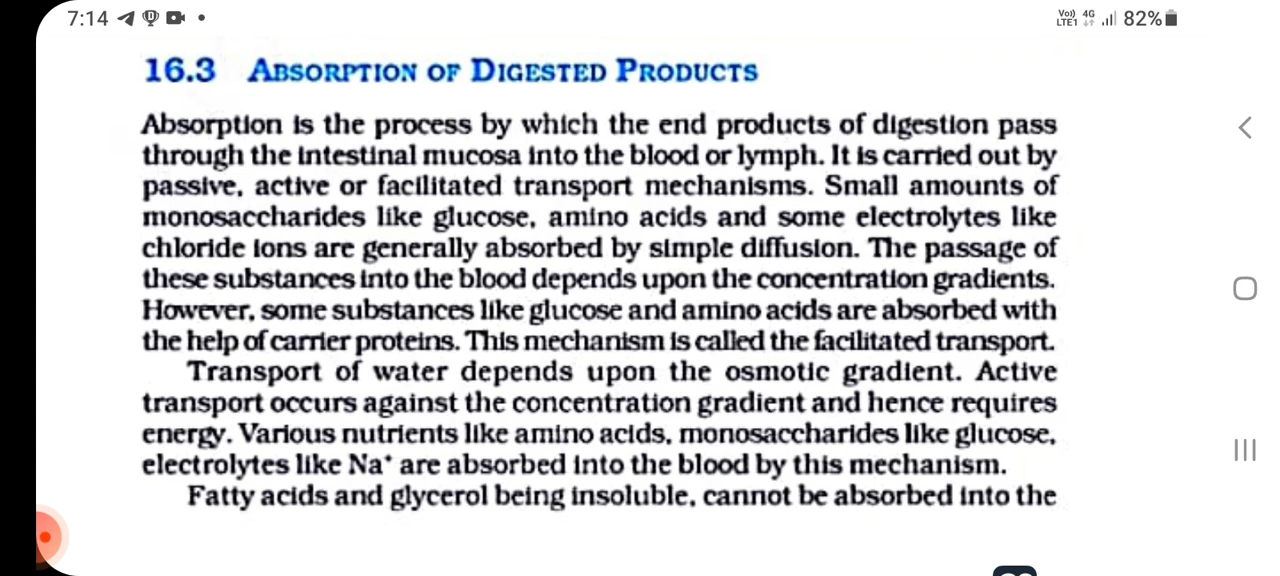 7:14
Vo)) 4G
LTE1 82%
16.3 ABSORPTION OF DIGESTED PRODUCTS
Absorption is the process by which the end products of digestion pass
through the intestinal mucosa into the blood or lymph. It is carried out by
passive, active or facilitated transport mechanisms. Small amounts of
monosaccharides like glucose, amino acids and some electrolytes like
chloride ions are generally absorbed by simple diffusion. The passage of
these substances into the blood depends upon the concentration gradients.
However, some substances like glucose and amino acids are absorbed with
the help of carrier proteins. This mechanism is called the facilitated transport.
Transport of water depends upon the osmotic gradient. Active
transport occurs against the concentration gradient and hence requires
energy. Various nutrients like amino acids, monosaccharides like glucose,
electrolytes like Na⁺ are absorbed into the blood by this mechanism.
Fatty acids and glycerol being insoluble, cannot be absorbed into the